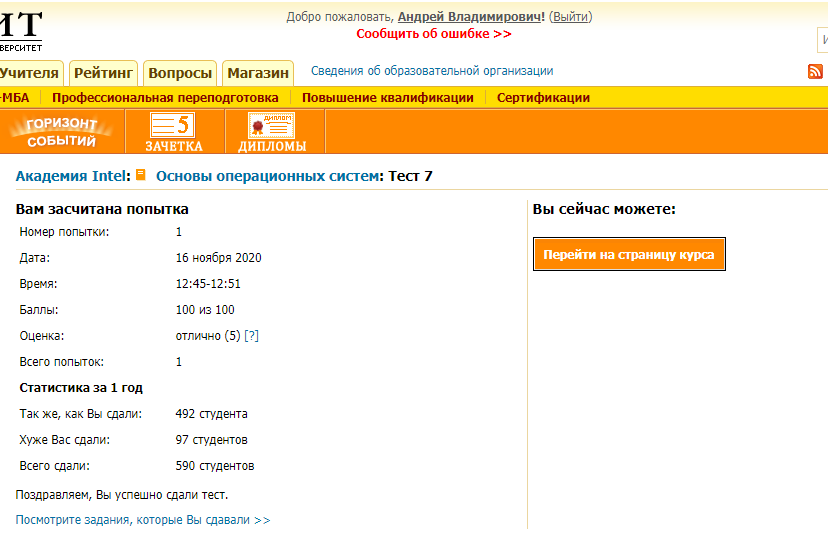 ИТ
Добро пожаловать, Андрей Владимирович! (Выйти)
Сообщить об ошибке >>
Учителя Рейтинг Вопросы Магазин Сведения об образовательной организации
МБА Профессиональная переподготовка Повышение квалификации Сертификации
ГОРИЗОНТ СОБЫТИЙ
5 ЗАЧЕТКА
ДИПЛОМ ДИПЛОМЫ
Академия Intel: Основы операционных систем: Тест 7
Вам засчитана попытка
Номер попытки: 1
Дата: 16 ноября 2020
Время: 12:45-12:51
Баллы: 100 из 100
Оценка: отлично (5) [?]
Всего попыток: 1
Статистика за 1 год
Так же, как Вы сдали: 492 студента
Хуже Вас сдали: 97 студентов
Всего сдали: 590 студентов
Поздравляем, Вы успешно сдали тест.
Посмотрите задания, которые Вы сдавали >>
Вы сейчас можете:
Перейти на страницу курса